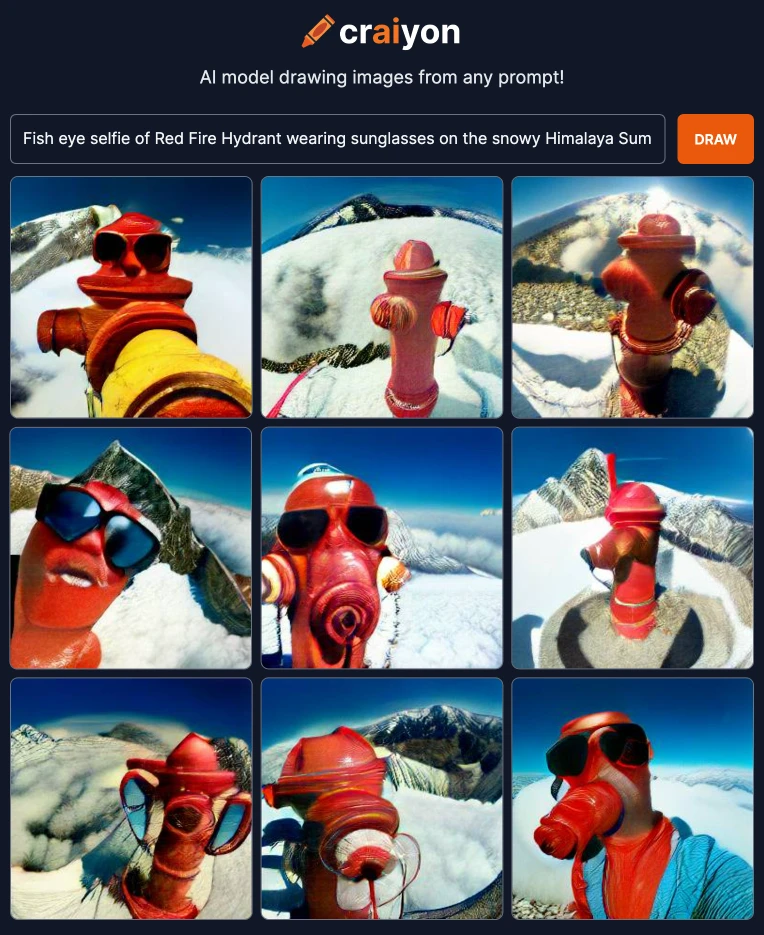 craiyon
AI model drawing images from any prompt!
Fish eye selfie of Red Fire Hydrant wearing sunglasses on the snowy Himalaya Sum
DRAW